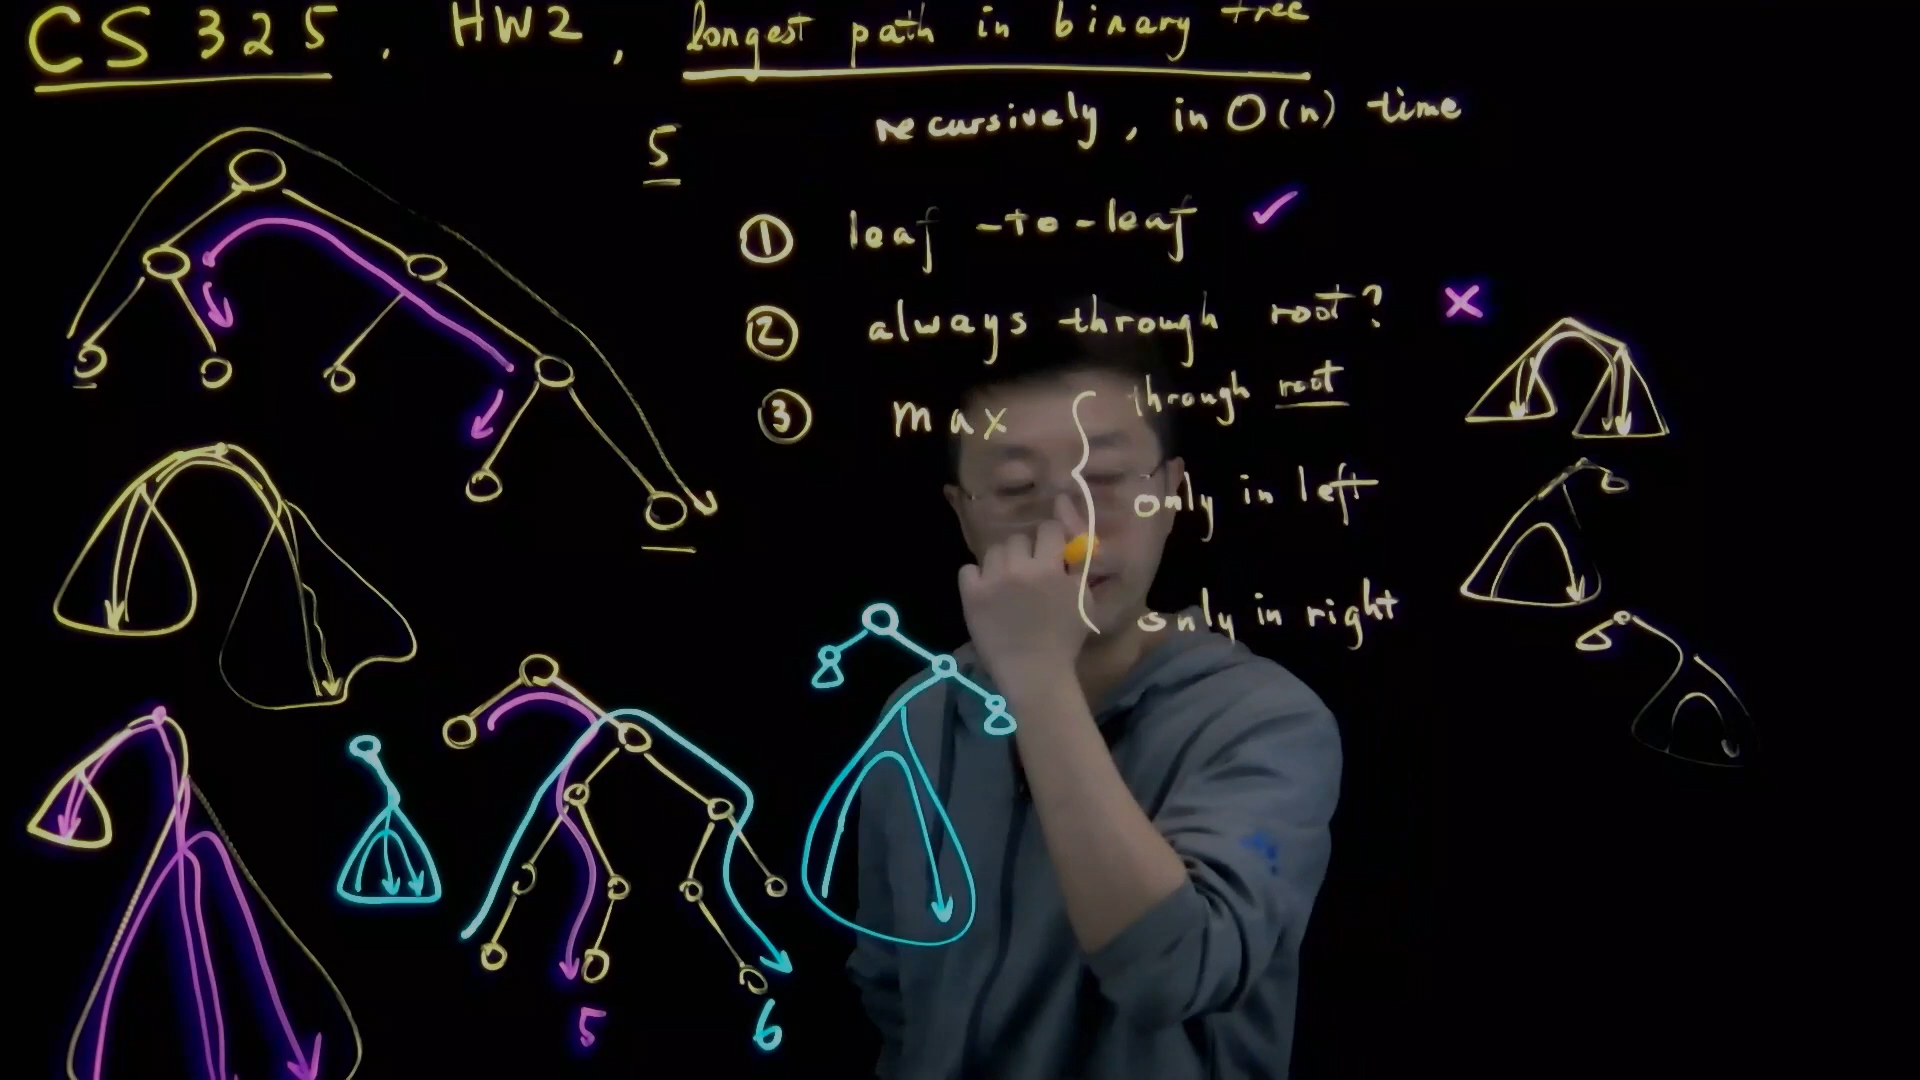 CS 325, HW2, longest path in binary tree
recursively, in O(n) time
5
① leaf-to-leaf ✓
② always through root? ×
③ max { through root
only in left
only in right
5
6